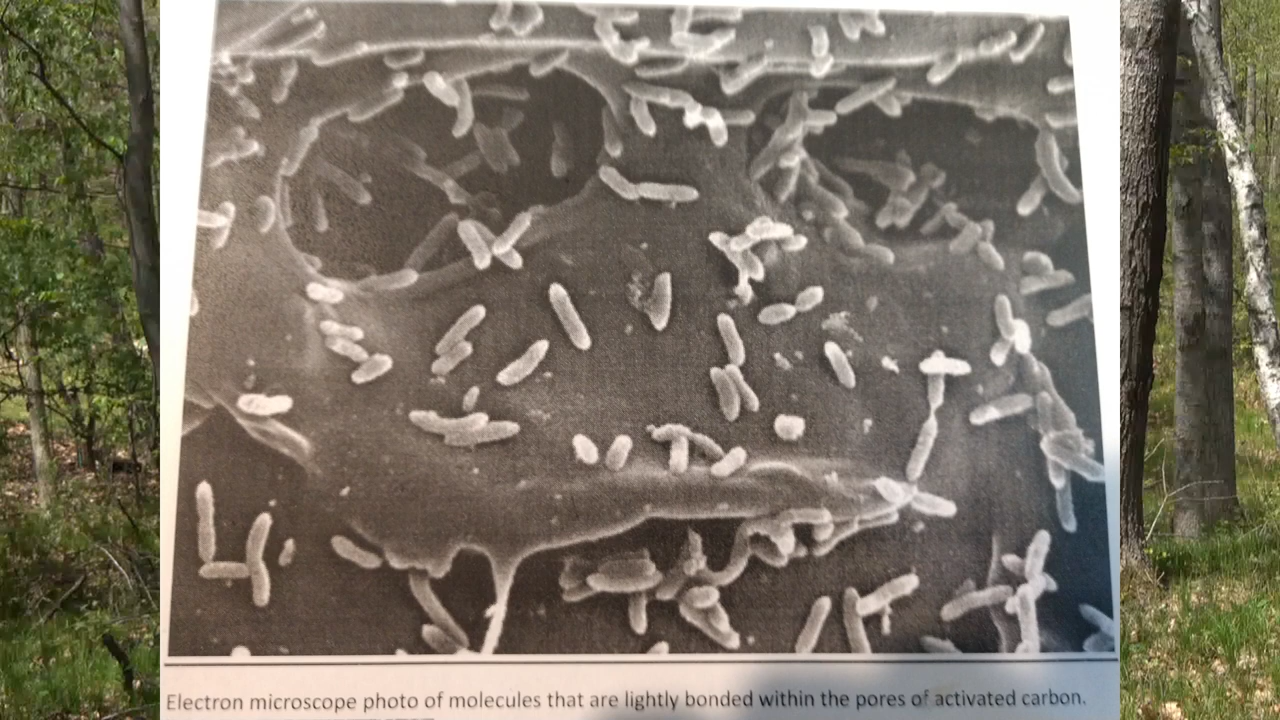 Electron microscope photo of molecules that are lightly bonded within the pores of activated carbon.